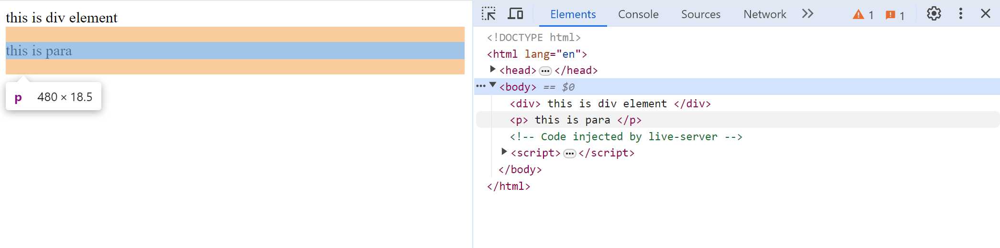 this is div element
this is para
p 480 × 18.5
Elements Console Sources Network 1 1
<!DOCTYPE html>
<html lang="en">
<head> ••• </head>
••• <body> == $0
<div> this is div element </div>
<p> this is para </p>
<!-- Code injected by live-server -->
<script> ••• </script>
</body>
</html>